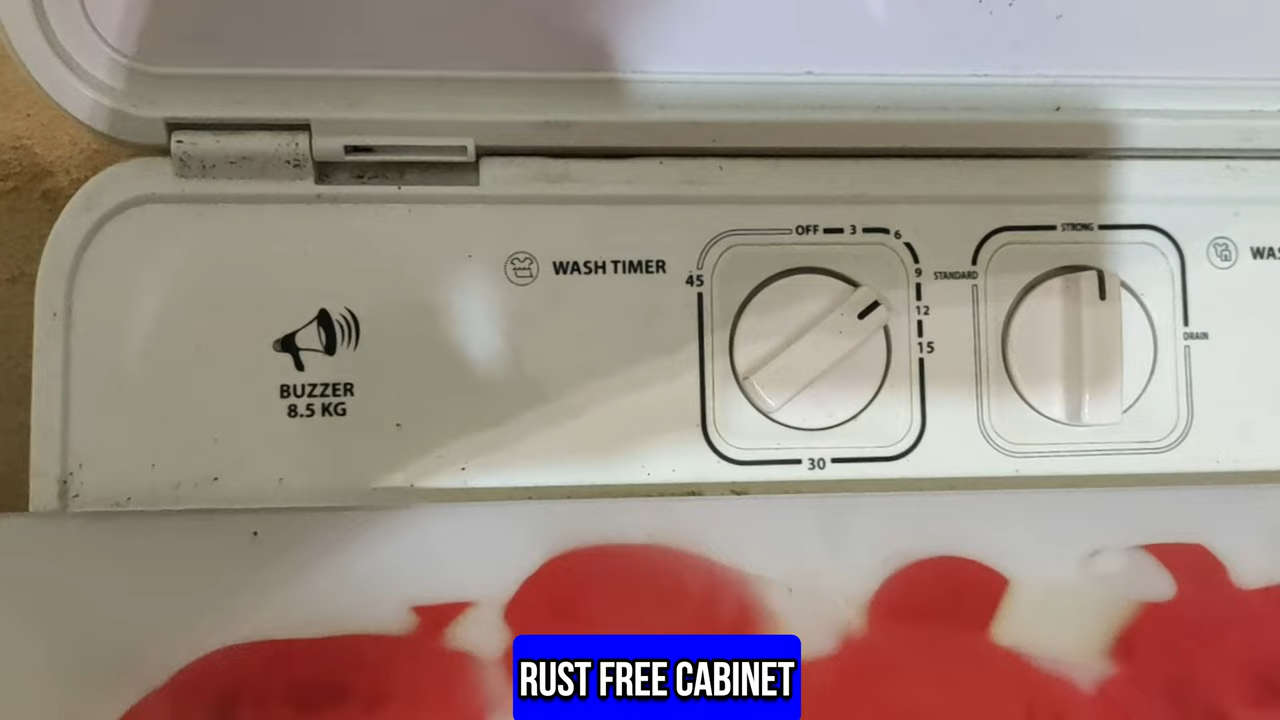 WASH TIMER
OFF
3
6
9
12
15
30
45
STRONG
STANDARD
DRAIN
WAS
BUZZER
8.5 KG
RUST FREE CABINET